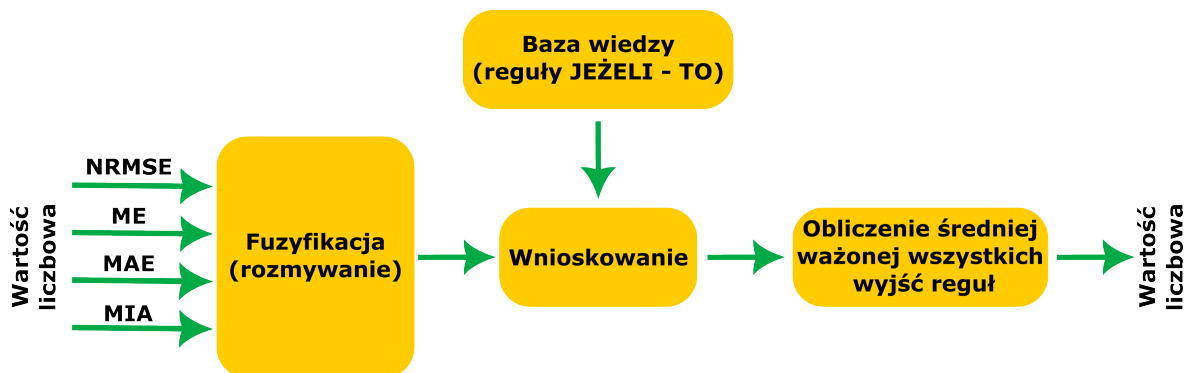 Baza wiedzy
(reguły JEŻELI - TO)
Wartość
liczbowa
NRMSE
ME
MAE
MIA
Fuzyfikacja
(rozmywanie)
Wnioskowanie
Obliczenie średniej
ważonej wszystkich
wyjść reguł
Wartość
liczbowa